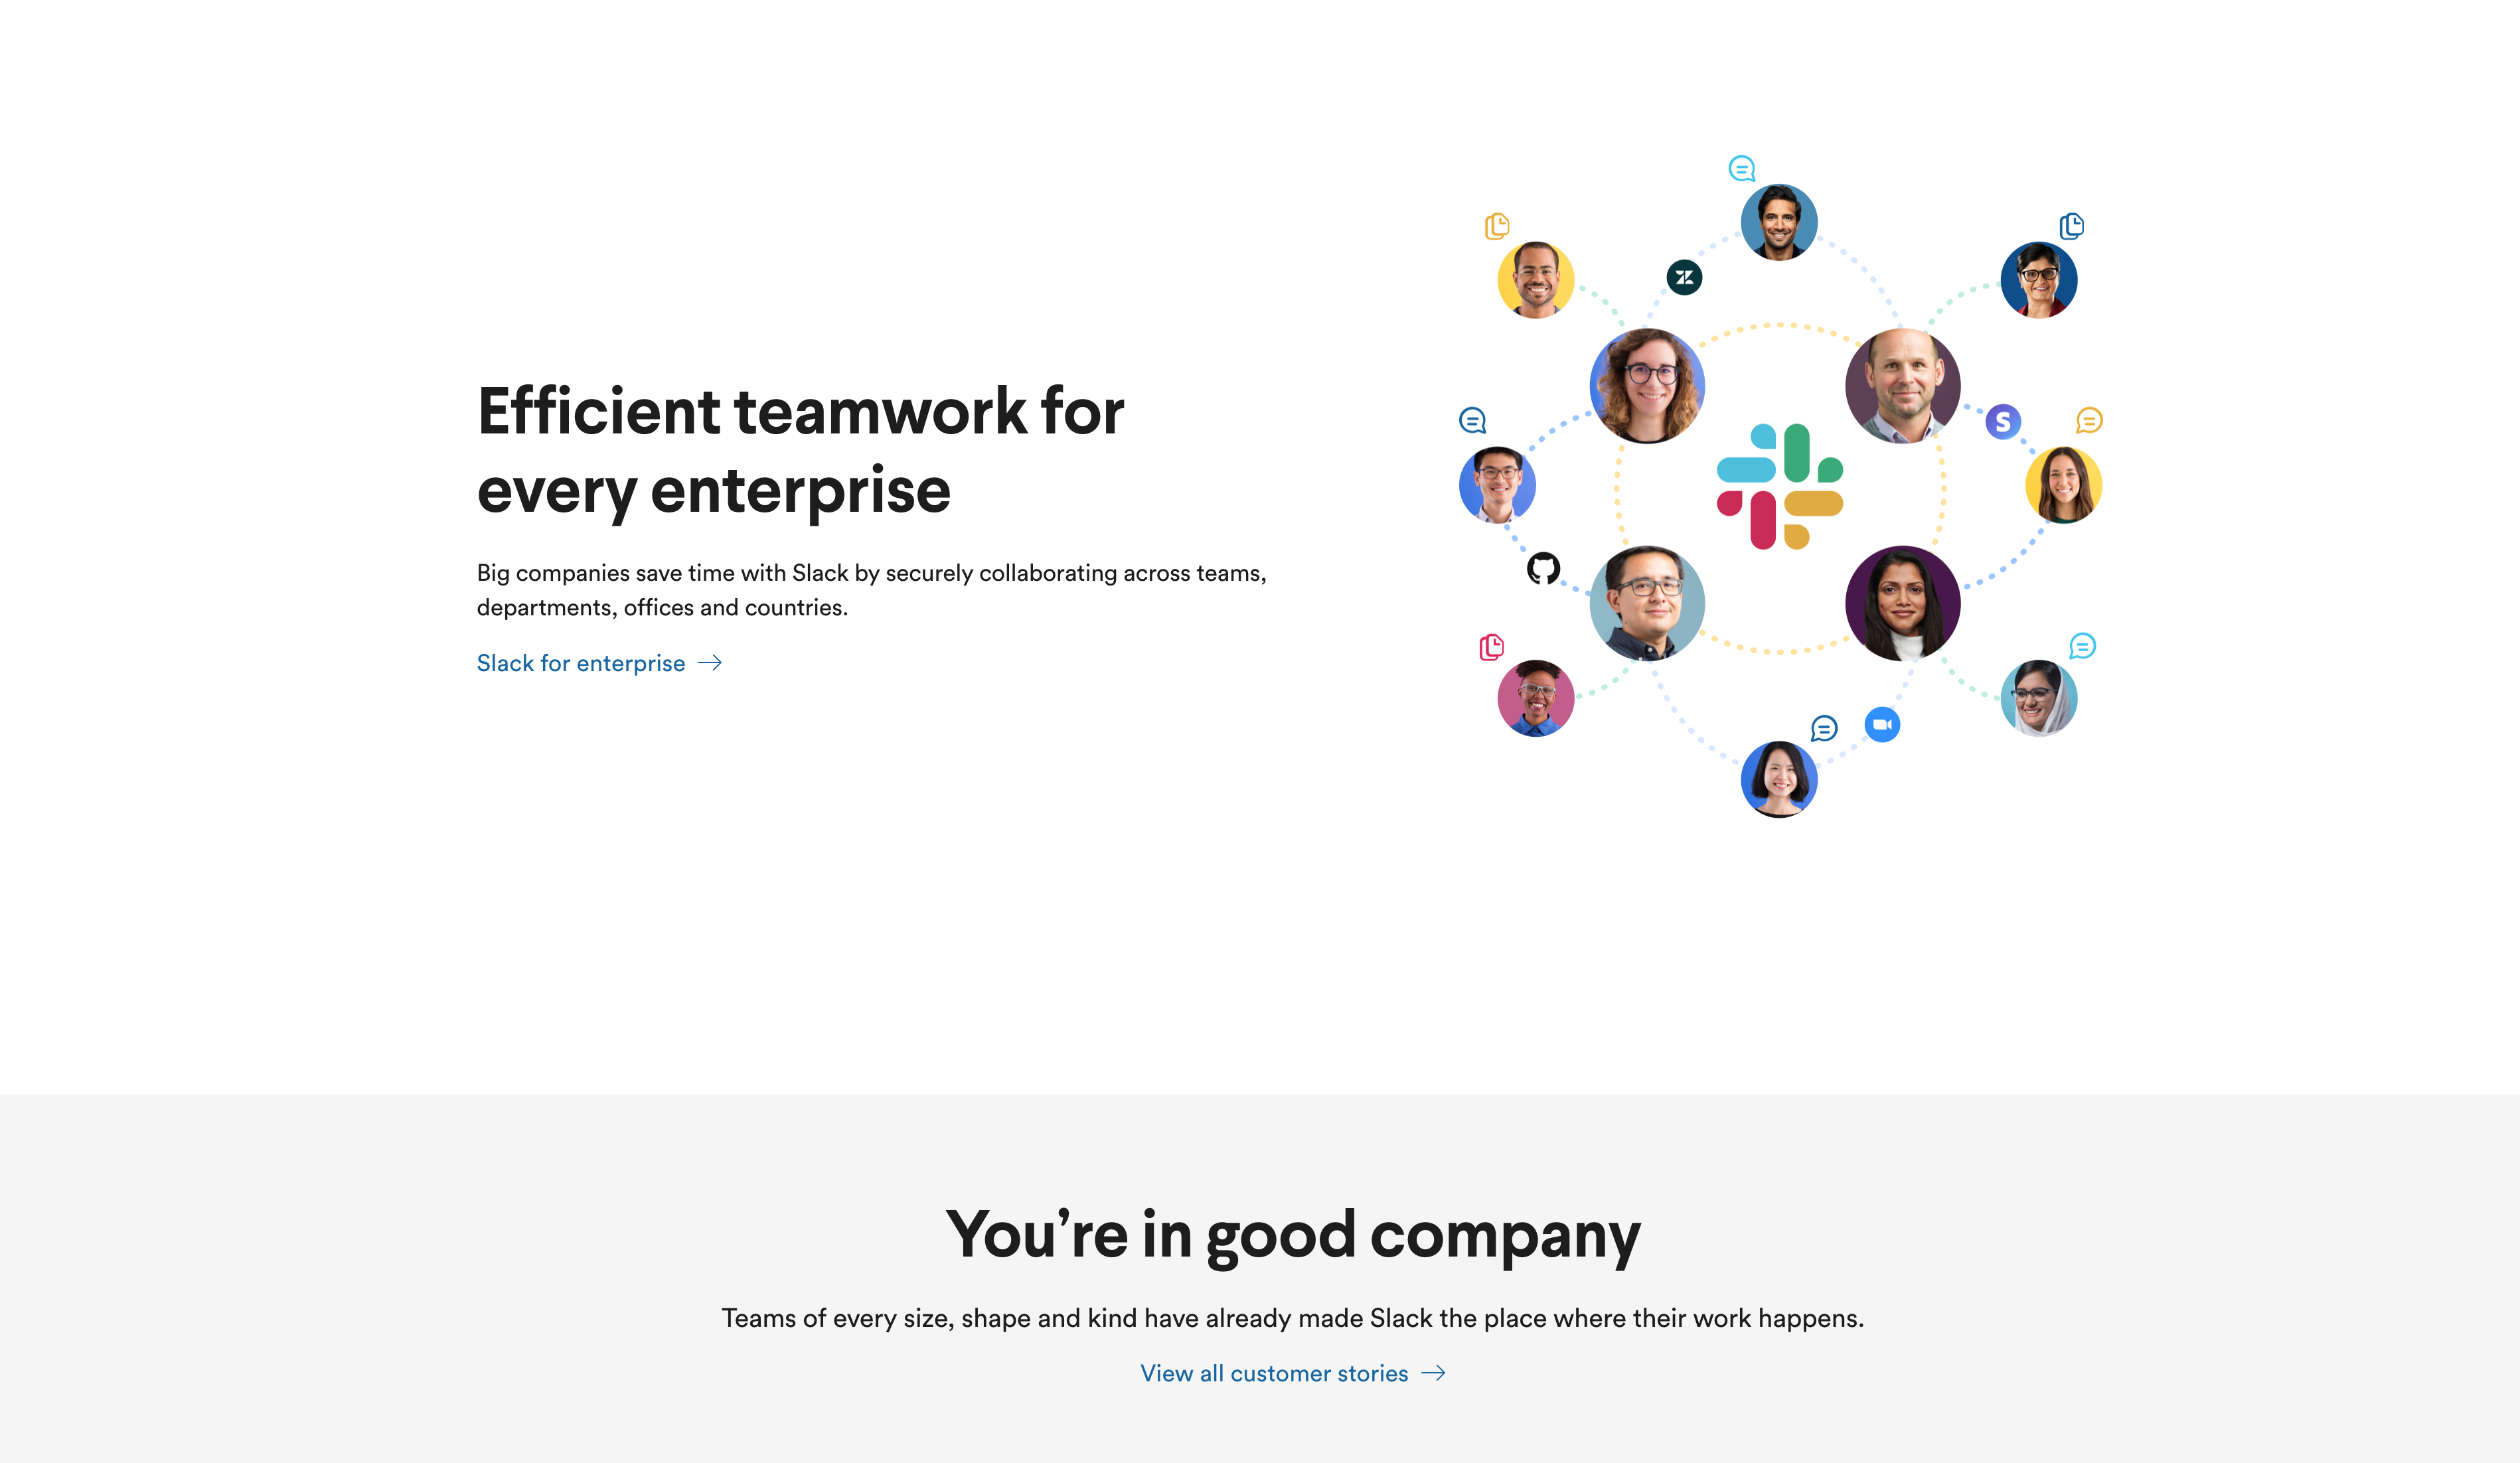 Efficient teamwork for
every enterprise
Big companies save time with Slack by securely collaborating across teams,
departments, offices and countries.
Slack for enterprise →
S
You’re in good company
Teams of every size, shape and kind have already made Slack the place where their work happens.
View all customer stories →